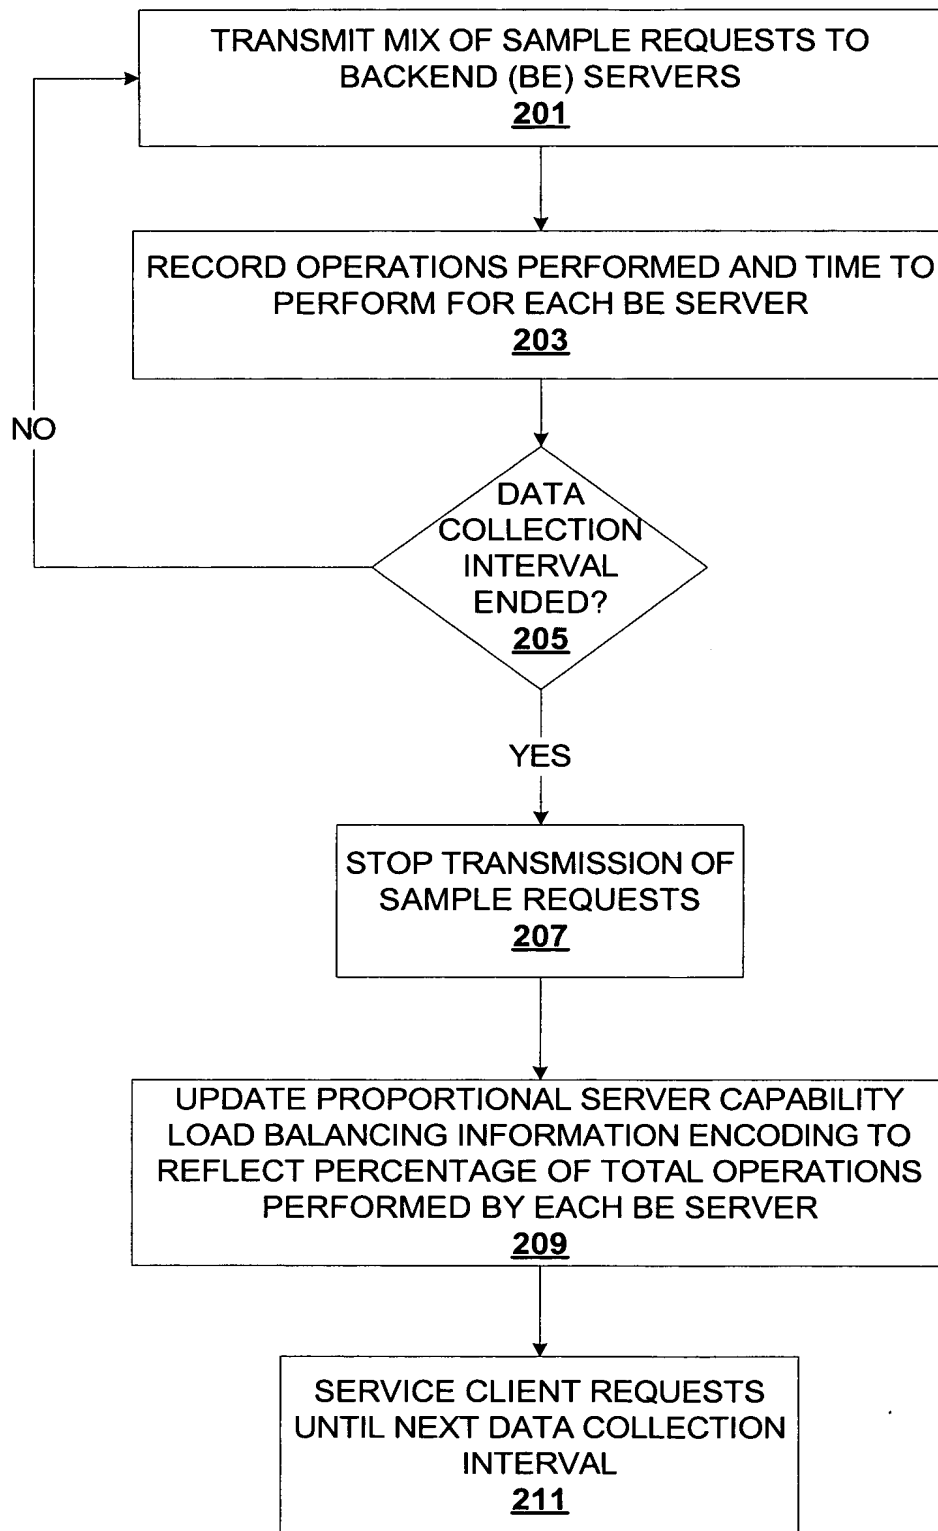 TRANSMIT MIX OF SAMPLE REQUESTS TO
BACKEND (BE) SERVERS
201
RECORD OPERATIONS PERFORMED AND TIME TO
PERFORM FOR EACH BE SERVER
203
NO
DATA
COLLECTION
INTERVAL
ENDED?
205
YES
STOP TRANSMISSION OF
SAMPLE REQUESTS
207
UPDATE PROPORTIONAL SERVER CAPABILITY
LOAD BALANCING INFORMATION ENCODING TO
REFLECT PERCENTAGE OF TOTAL OPERATIONS
PERFORMED BY EACH BE SERVER
209
SERVICE CLIENT REQUESTS
UNTIL NEXT DATA COLLECTION
INTERVAL
211